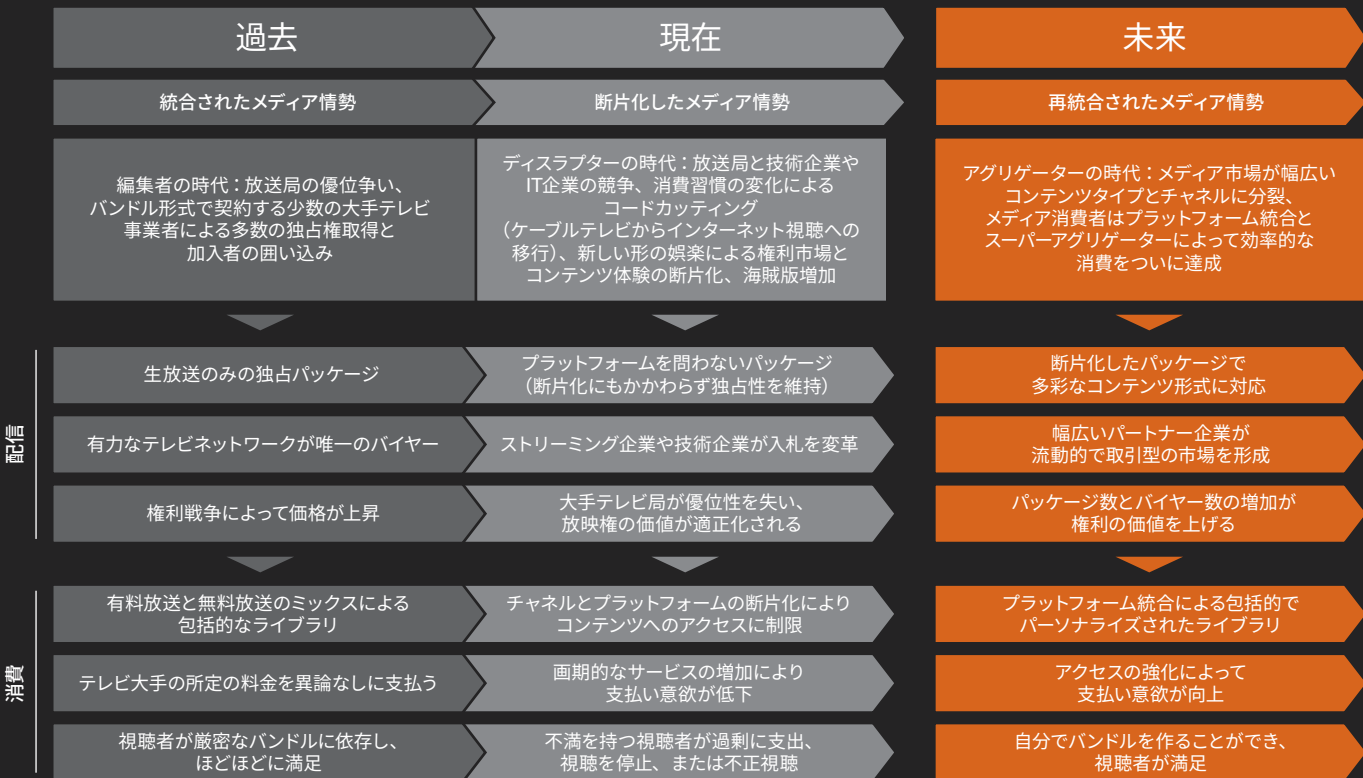 過去
現在
未来
統合されたメディア情勢
断片化したメディア情勢
再統合されたメディア情勢
編集者の時代：放送局の優位争い、
バンドル形式で契約する少数の大手テレビ
事業者による多数の独占権取得と
加入者の囲い込み
ディスラプターの時代：放送局と技術企業や
IT企業の競争、消費習慣の変化による
コードカッティング
（ケーブルテレビからインターネット視聴への
移行）、新しい形の娯楽による権利市場と
コンテンツ体験の断片化、海賊版増加
アグリゲーターの時代：メディア市場が幅広い
コンテンツタイプとチャネルに分裂、
メディア消費者はプラットフォーム統合と
スーパーアグリゲーターによって効率的な
消費をついに達成
配信
生放送のみの独占パッケージ
プラットフォームを問わないパッケージ
（断片化にもかかわらず独占性を維持）
断片化したパッケージで
多彩なコンテンツ形式に対応
有力なテレビネットワークが唯一のバイヤー
ストリーミング企業や技術企業が入札を変革
幅広いパートナー企業が
流動的で取引型の市場を形成
権利戦争によって価格が上昇
大手テレビ局が優位性を失い、
放映権の価値が適正化される
パッケージ数とバイヤー数の増加が
権利の価値を上げる
消費
有料放送と無料放送のミックスによる
包括的なライブラリ
チャネルとプラットフォームの断片化により
コンテンツへのアクセスに制限
プラットフォーム統合による包括的で
パーソナライズされたライブラリ
テレビ大手の所定の料金を異論なしに支払う
画期的なサービスの増加により
支払い意欲が低下
アクセスの強化によって
支払い意欲が向上
視聴者が厳密なバンドルに依存し、
ほどほどに満足
不満を持つ視聴者が過剰に支出、
視聴を停止、または不正視聴
自分でバンドルを作ることができ、
視聴者が満足